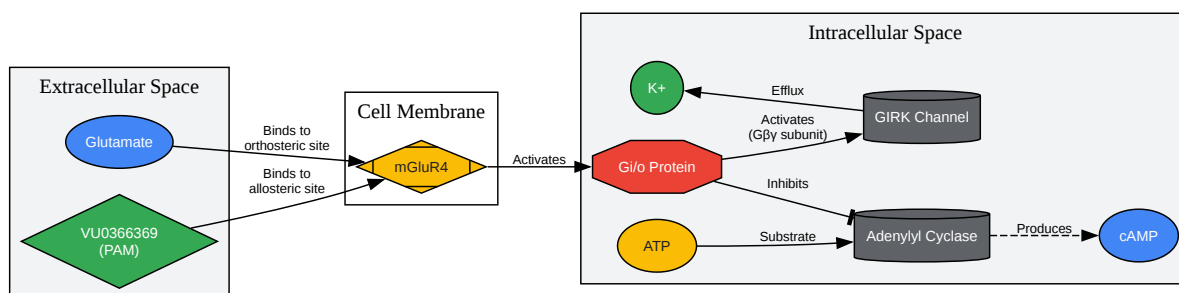 Extracellular Space
Glutamate
VU0366369
(PAM)
Binds to
orthosteric site
Binds to
allosteric site
Cell Membrane
mGluR4
Activates
Intracellular Space
K+
Efflux
GIRK Channel
Activates
(Gβγ subunit)
Gi/o Protein
Inhibits
ATP
Substrate
Adenylyl Cyclase
Produces
cAMP